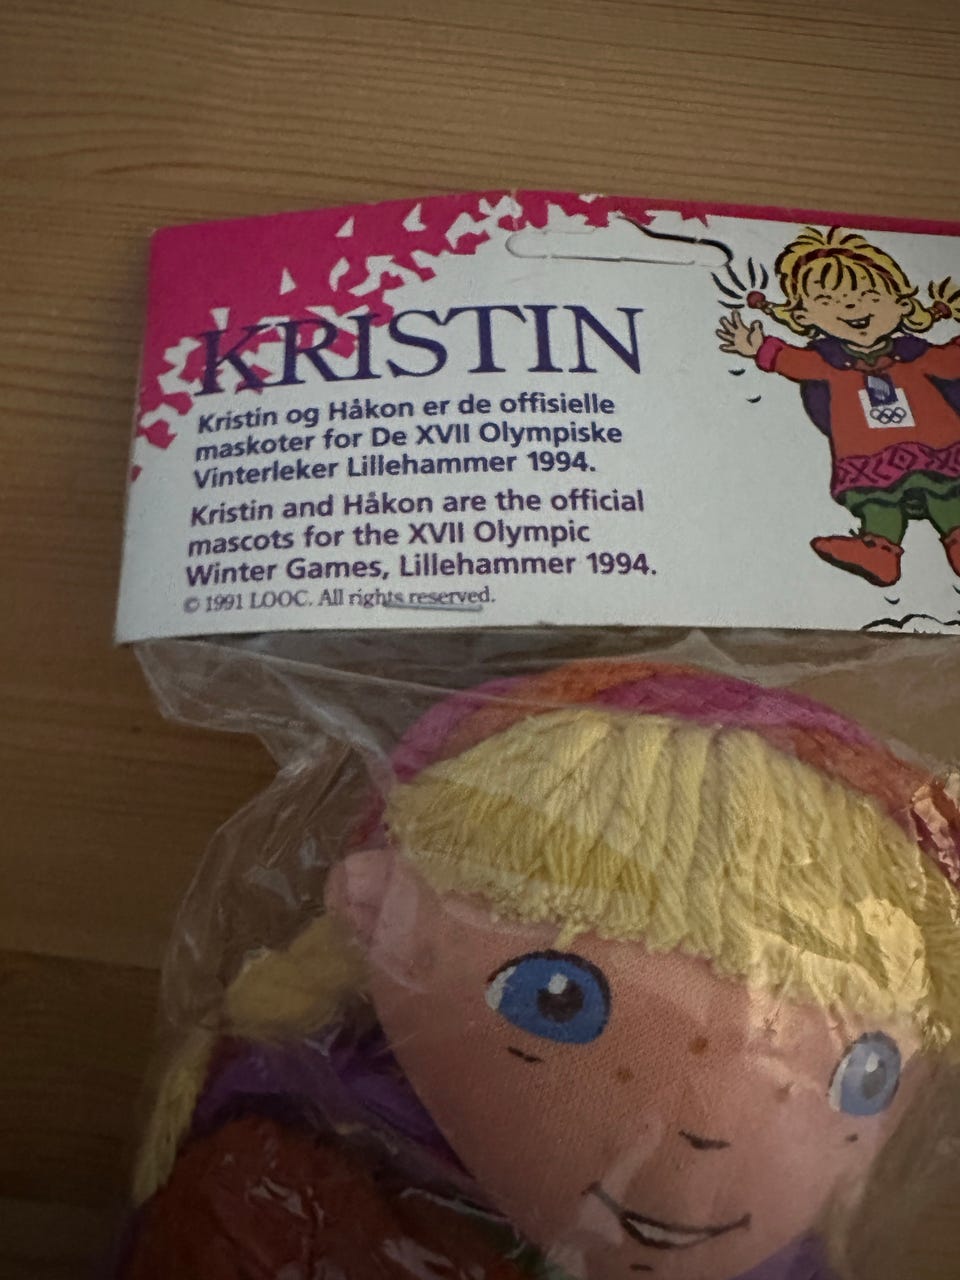 KRISTIN
Kristin og Håkon er de offisielle
maskoter for De XVII Olympiske
Vinterleker Lillehammer 1994.
Kristin and Håkon are the official
mascots for the XVII Olympic
Winter Games, Lillehammer 1994.
© 1991 LOOC. All rights reserved.